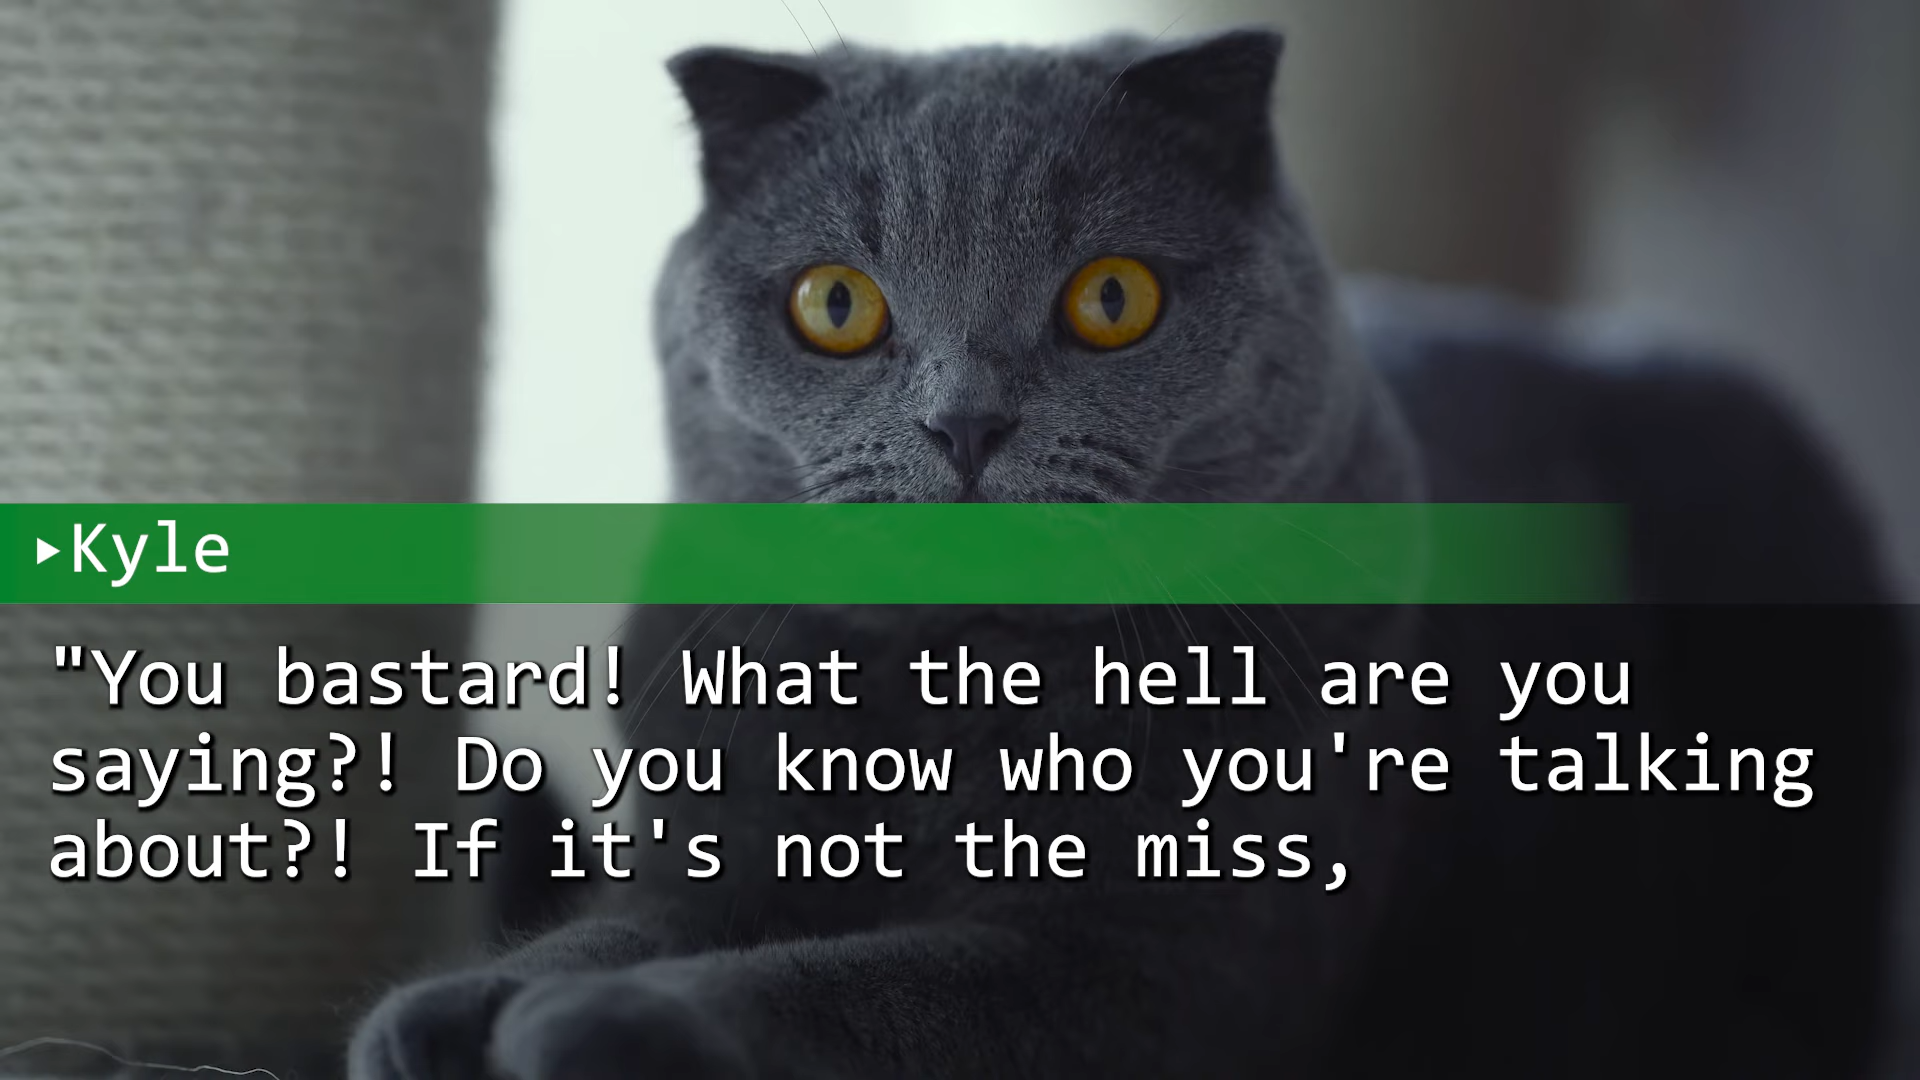 ▶Kyle
"You bastard! What the hell are you
saying?! Do you know who you're talking
about?! If it's not the miss,